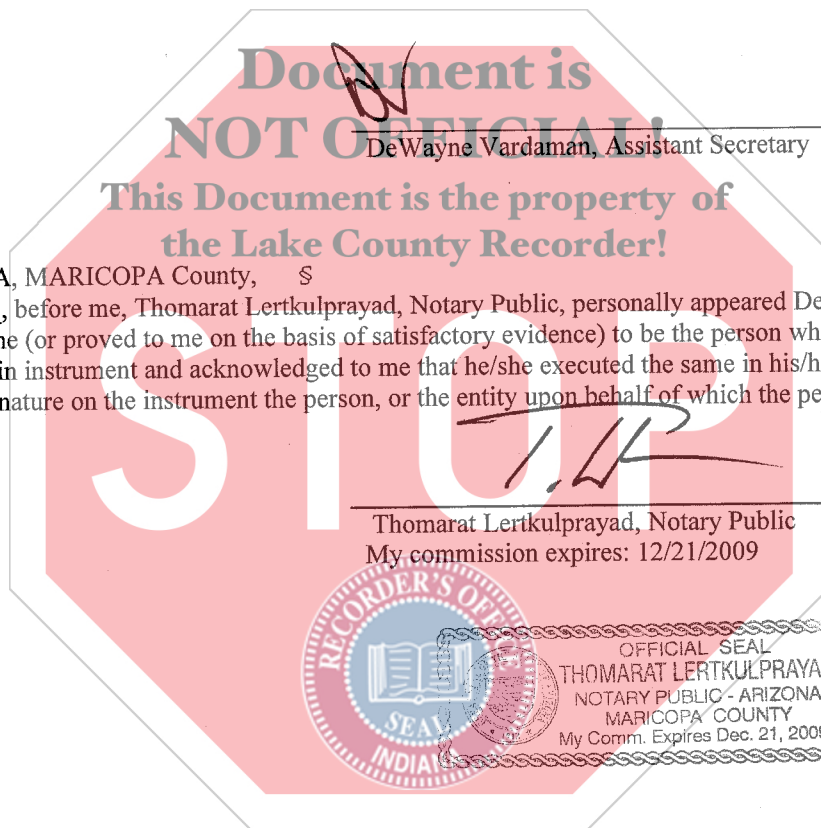 Document is
NOT OFFICIAL!
DeWayne Vardaman, Assistant Secretary
This Document is the property of
the Lake County Recorder!
A, MARICOPA County, S
, before me, Thomarat Lertkulprayad, Notary Public, personally appeared De
ne (or proved to me on the basis of satisfactory evidence) to be the person wh
in instrument and acknowledged to me that he/she executed the same in his/h
nature on the instrument the person, or the entity upon behalf of which the pe
STOP
Thomarat Lertkulprayad, Notary Public
My commission expires: 12/21/2009
RECORDER'S OFFICE
SEAL
INDIANA
OFFICIAL SEAL
THOMARAT LERTKULPRAYA
NOTARY PUBLIC - ARIZONA
MARICOPA COUNTY
My Comm. Expires Dec. 21, 2009